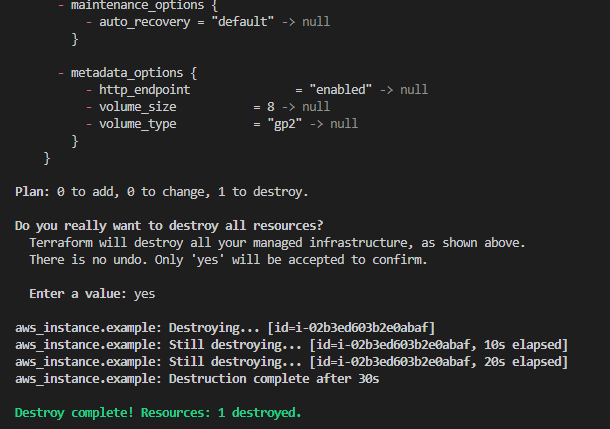 - maintenance_options {
- auto_recovery = "default" -> null
}
- metadata_options {
- http_endpoint = "enabled" -> null
- volume_size = 8 -> null
- volume_type = "gp2" -> null
}
}
Plan: 0 to add, 0 to change, 1 to destroy.
Do you really want to destroy all resources?
Terraform will destroy all your managed infrastructure, as shown above.
There is no undo. Only 'yes' will be accepted to confirm.
Enter a value: yes
aws_instance.example: Destroying... [id=i-02b3ed603b2e0abaf]
aws_instance.example: Still destroying... [id=i-02b3ed603b2e0abaf, 10s elapsed]
aws_instance.example: Still destroying... [id=i-02b3ed603b2e0abaf, 20s elapsed]
aws_instance.example: Destruction complete after 30s
Destroy complete! Resources: 1 destroyed.